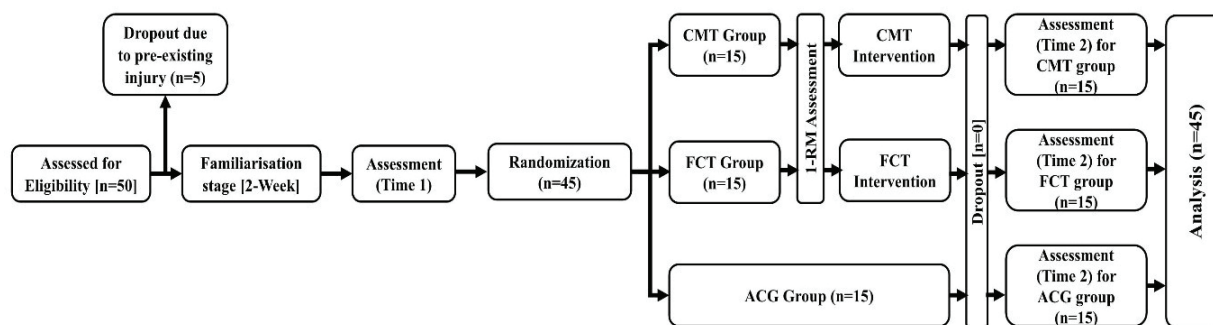 Dropout due
to pre-existing
injury (n=5)
Assessed for
Eligibility [n=50]
Familiarisation
stage [2-Week]
Assessment
(Time 1)
Randomization
(n=45)
CMT Group
(n=15)
FCT Group
(n=15)
ACG Group (n=15)
1-RM Assessment
CMT
Intervention
FCT
Intervention
Dropout [n=0]
Assessment
(Time 2) for
CMT group
(n=15)
Assessment
(Time 2) for
FCT group
(n=15)
Assessment
(Time 2) for
ACG group
(n=15)
Analysis (n=45)